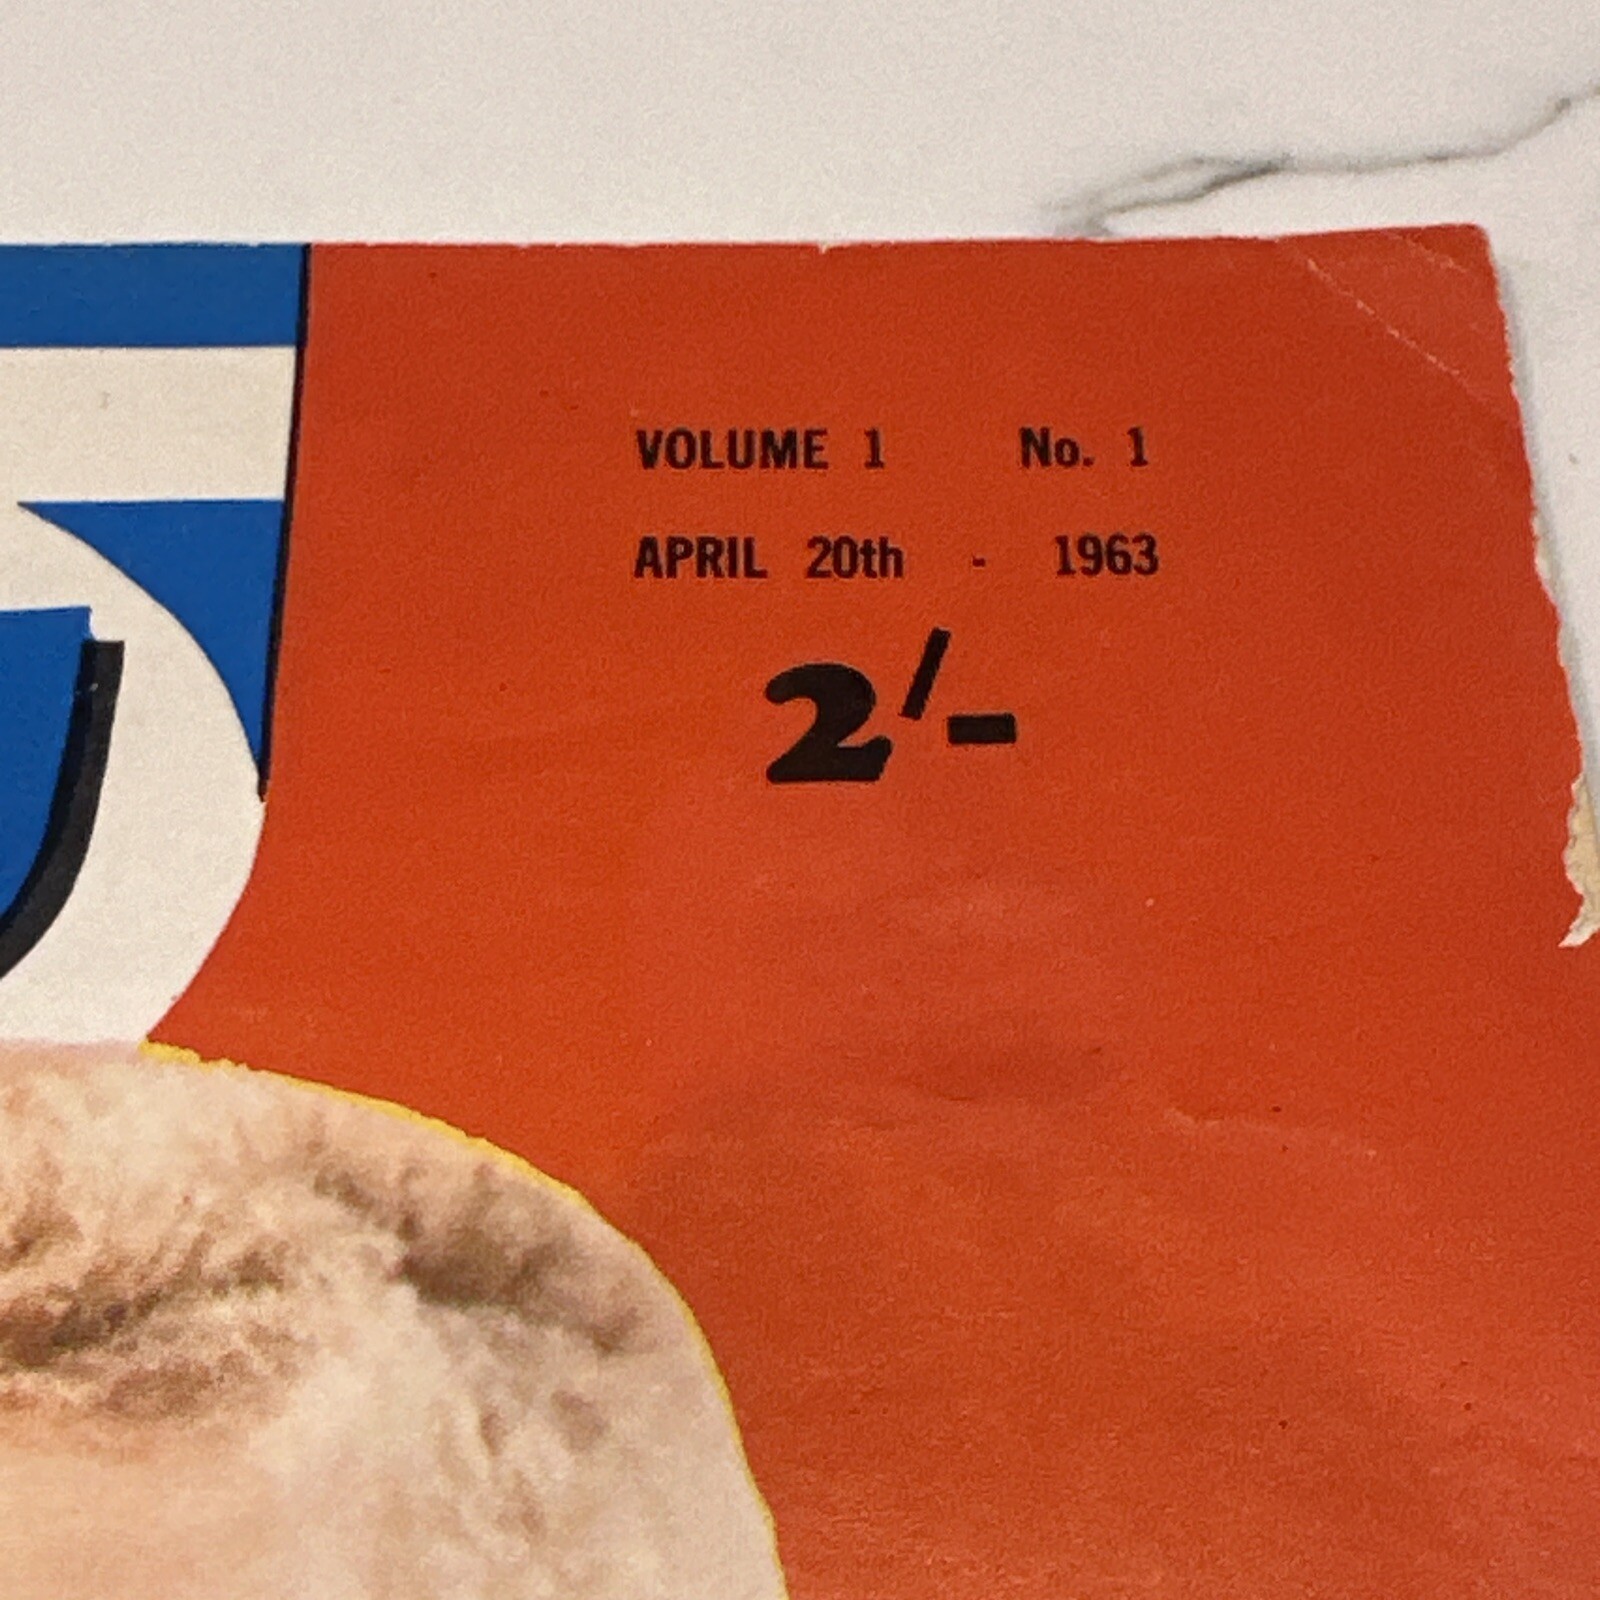 VOLUME 1 No. 1
APRIL 20th - 1963
2/-